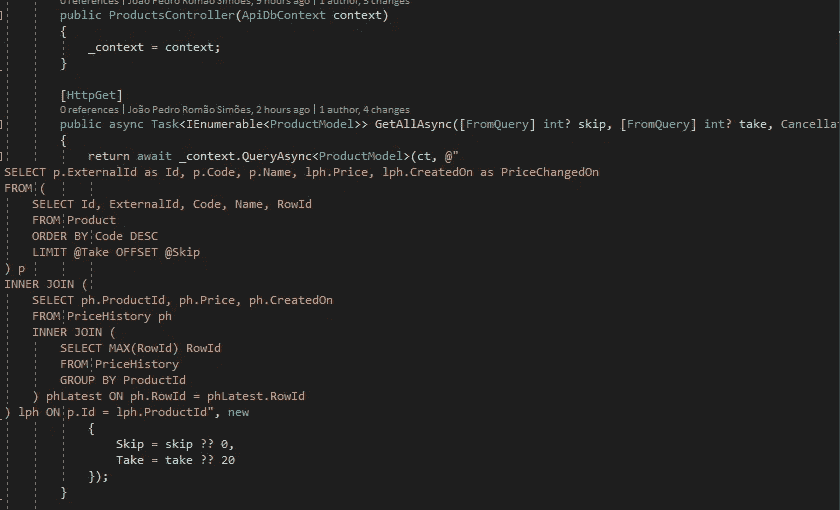 0 references | João Pedro Romão Simões, 9 hours ago | 1 author, 3 changes
public ProductsController(ApiDbContext context)
{
_context = context;
}
[HttpGet]
0 references | João Pedro Romão Simões, 2 hours ago | 1 author, 4 changes
public async Task<IEnumerable<ProductModel>> GetAllAsync([FromQuery] int? skip, [FromQuery] int? take, Cancella
{
return await _context.QueryAsync<ProductModel>(ct, @"
SELECT p.ExternalId as Id, p.Code, p.Name, lph.Price, lph.CreatedOn as PriceChangedOn
FROM (
SELECT Id, ExternalId, Code, Name, RowId
FROM Product
ORDER BY Code DESC
LIMIT @Take OFFSET @Skip
) p
INNER JOIN (
SELECT ph.ProductId, ph.Price, ph.CreatedOn
FROM PriceHistory ph
INNER JOIN (
SELECT MAX(RowId) RowId
FROM PriceHistory
GROUP BY ProductId
) phLatest ON ph.RowId = phLatest.RowId
) lph ON p.Id = lph.ProductId", new
{
Skip = skip ?? 0,
Take = take ?? 20
});
}